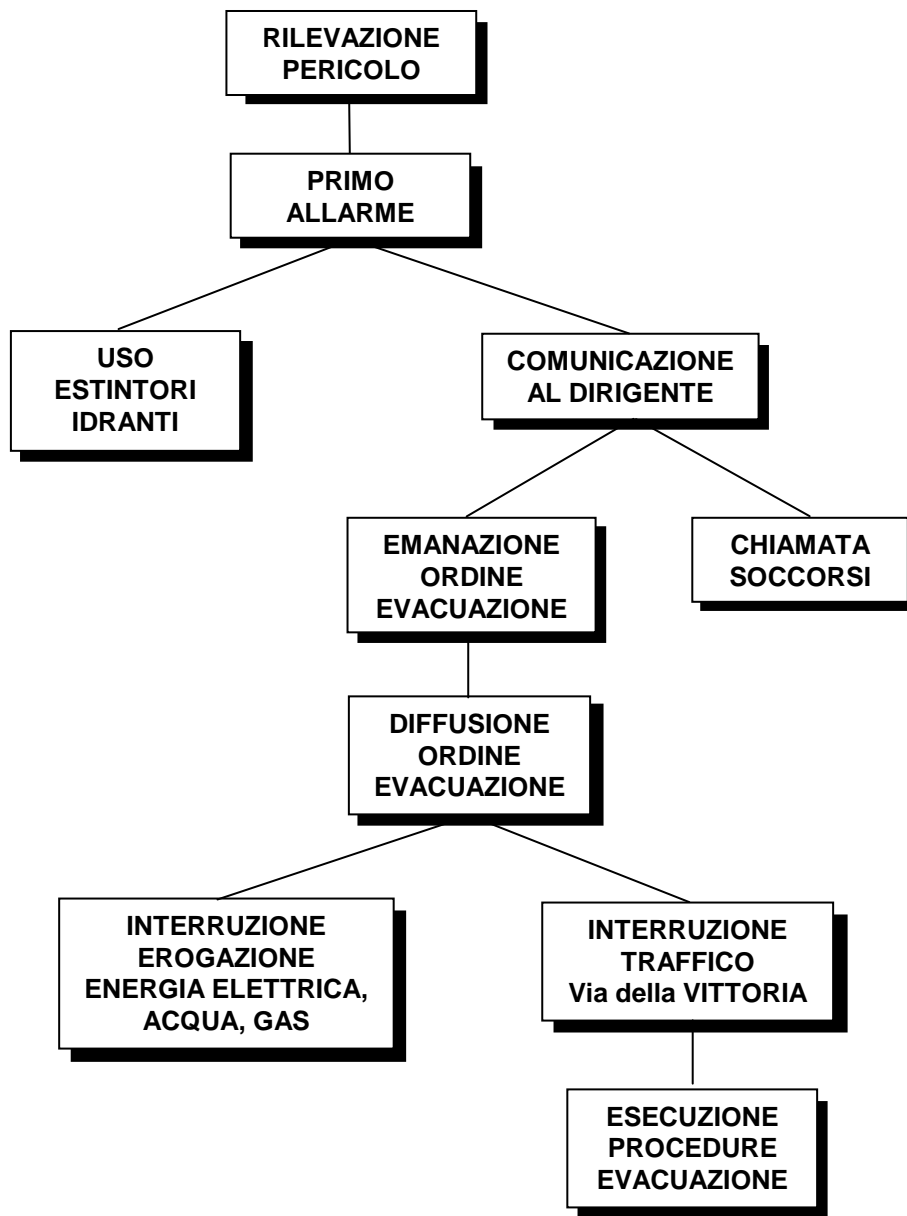 RILEVAZIONE
PERICOLO
PRIMO
ALLARME
USO
ESTINTORI
IDRANTI
COMUNICAZIONE
AL DIRIGENTE
EMANAZIONE
ORDINE
EVACUAZIONE
CHIAMATA
SOCCORSI
DIFFUSIONE
ORDINE
EVACUAZIONE
INTERRUZIONE
EROGAZIONE
ENERGIA ELETTRICA,
ACQUA, GAS
INTERRUZIONE
TRAFFICO
Via della VITTORIA
ESECUZIONE
PROCEDURE
EVACUAZIONE